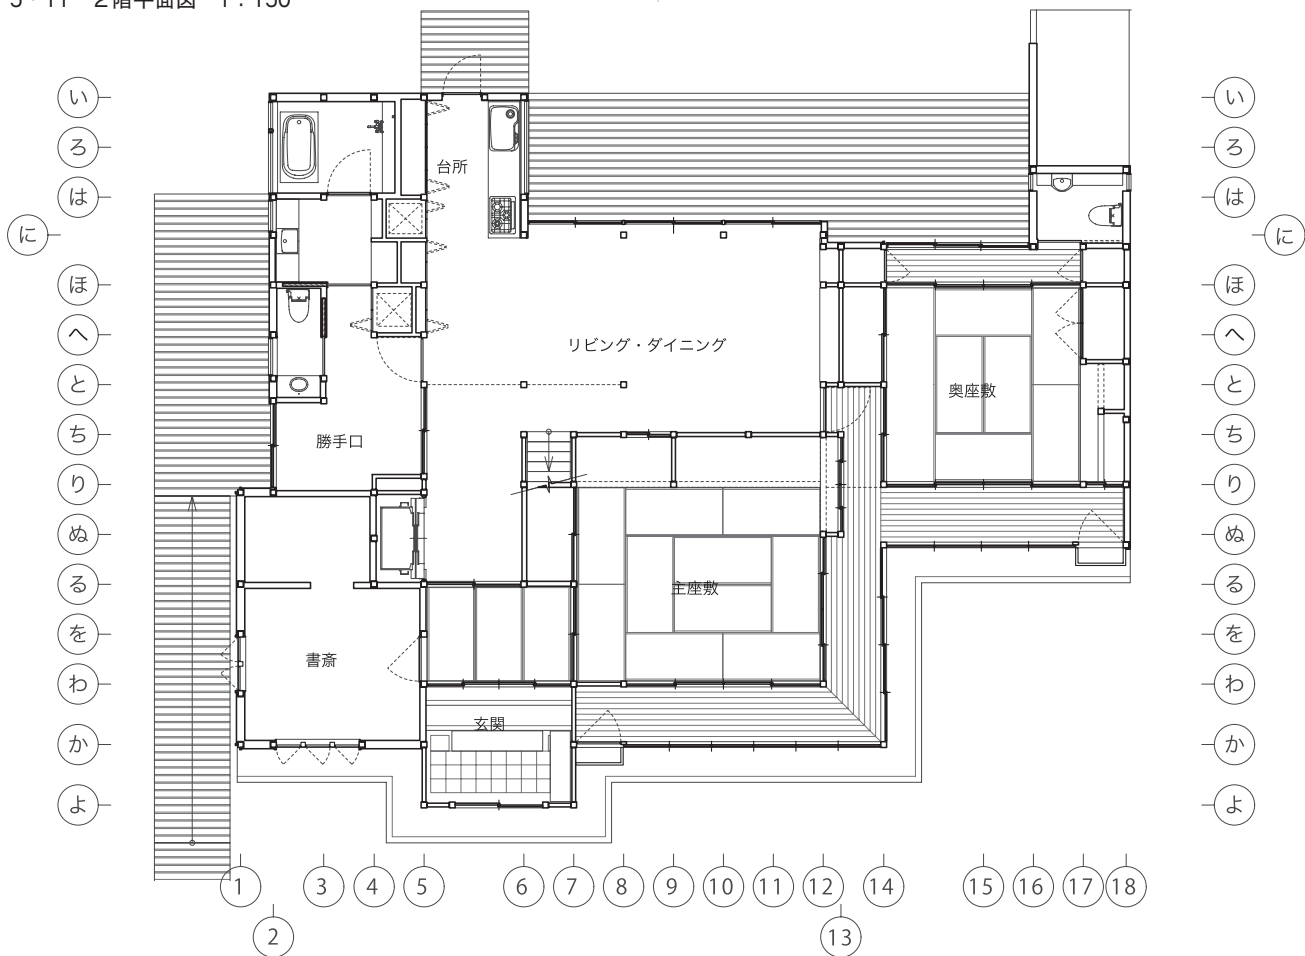 5・11　2階平面図　1：150
い
ろ
は
に
ほ
へ
と
ち
り
ぬ
る
を
わ
か
よ
台所
リビング・ダイニング
奥座敷
勝手口
主座敷
書斎
玄関
い
ろ
は
に
ほ
へ
と
ち
り
ぬ
る
を
わ
か
よ
1 3 4 5 6 7 8 9 10 11 12 14 15 16 17 18
2 13